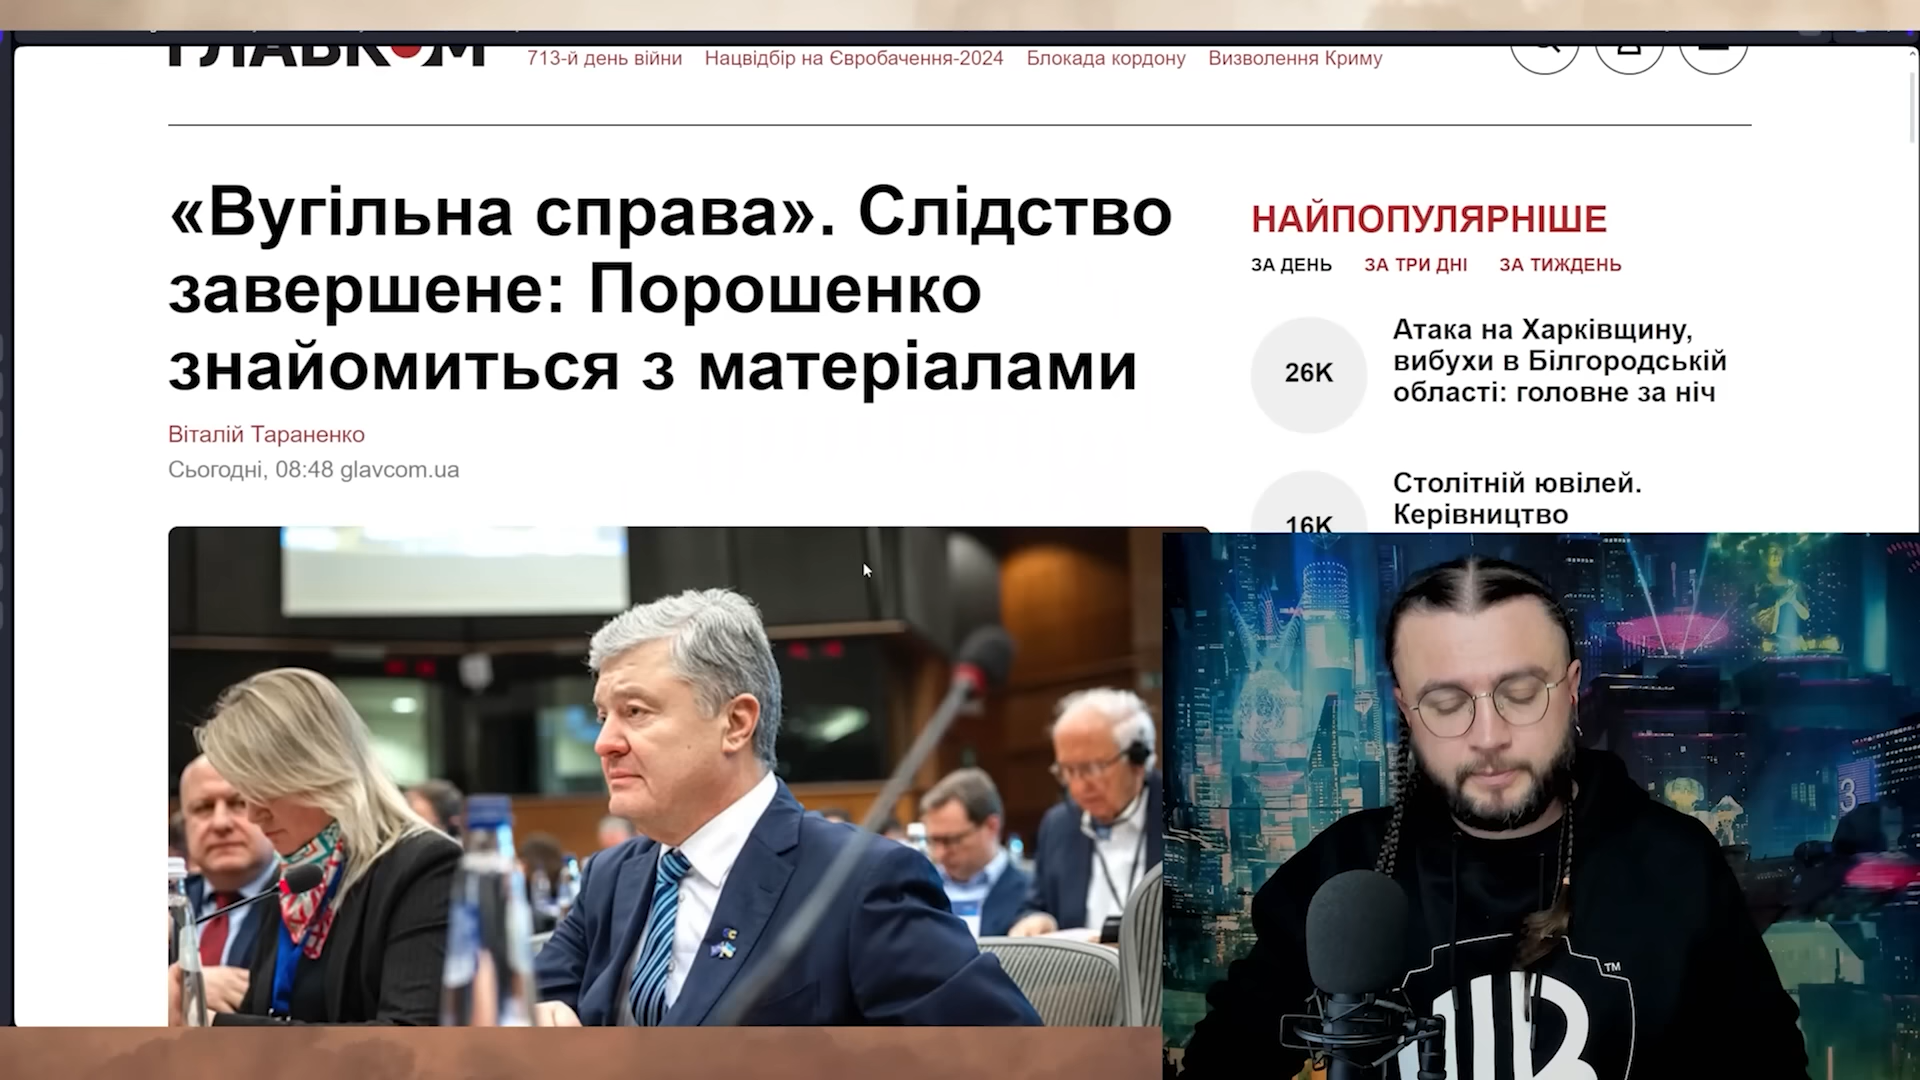 ГЛАВКОМ
713-й день війни Нацвідбір на Євробачення-2024 Блокада кордону Визволення Криму
«Вугільна справа». Слідство
завершене: Порошенко
знайомиться з матеріалами
Віталій Тараненко
Сьогодні, 08:48 glavcom.ua
НАЙПОПУЛЯРНІШЕ
ЗА ДЕНЬ ЗА ТРИ ДНІ ЗА ТИЖДЕНЬ
26K
Атака на Харківщину,
вибухи в Білгородській
області: головне за ніч
16K
Столітній ювілей.
Керівництво
3
TM